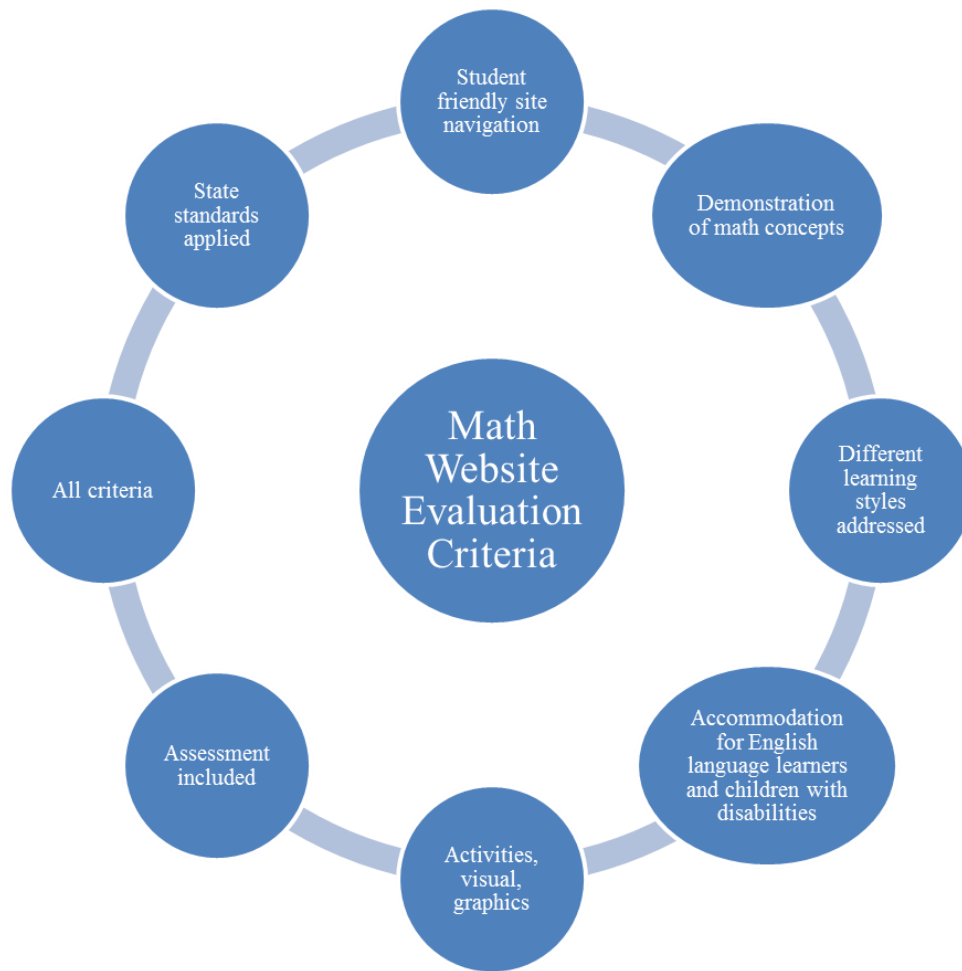 Student
friendly site
navigation
Demonstration
of math concepts
Different
learning
styles
addressed
Accommodation
for English
language learners
and children with
disabilities
Activities,
visual,
graphics
Assessment
included
All criteria
State
standards
applied
Math
Website
Evaluation
Criteria